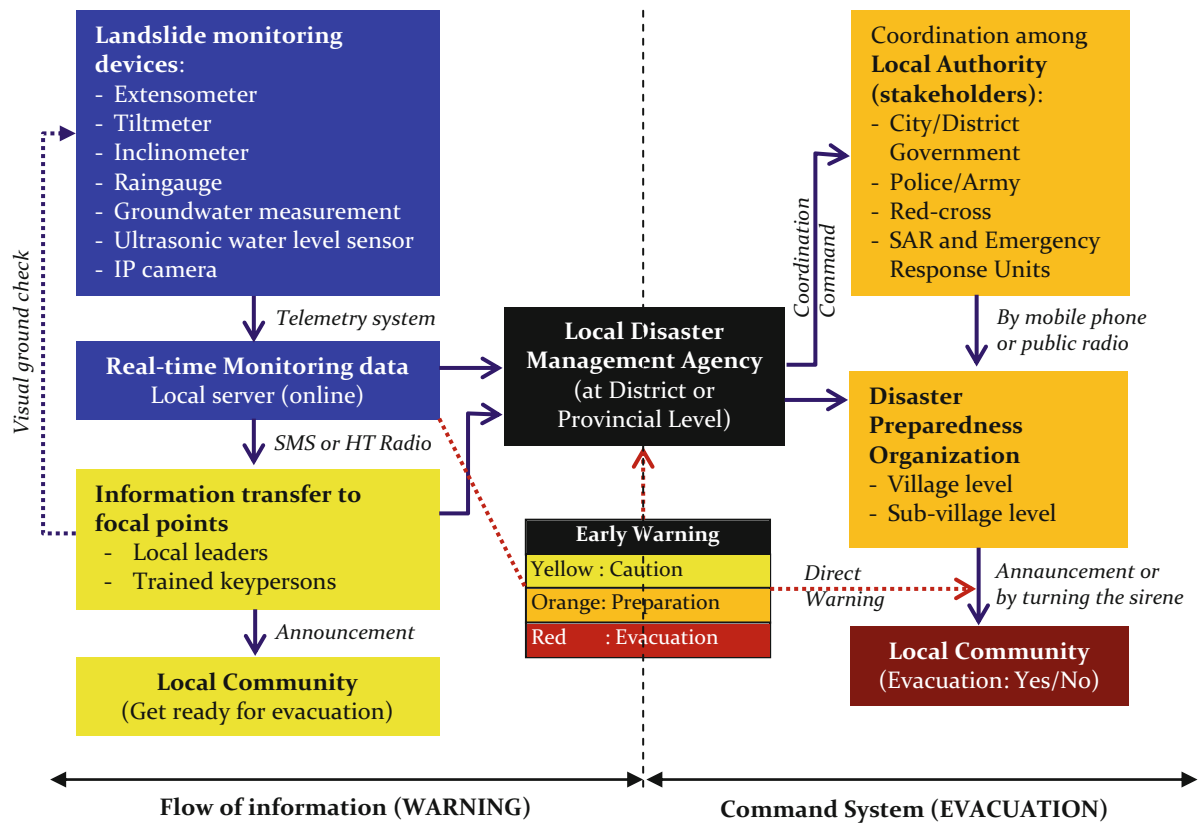 Landslide monitoring
devices:
- Extensometer
- Tiltmeter
- Inclinometer
- Raingauge
- Groundwater measurement
- Ultrasonic water level sensor
- IP camera
Visual ground check
Telemetry system
Real-time Monitoring data
Local server (online)
SMS or HT Radio
Information transfer to
focal points
- Local leaders
- Trained keypersons
Announcement
Local Community
(Get ready for evacuation)
Local Disaster
Management Agency
(at District or
Provincial Level)
Early Warning
Yellow : Caution
Orange: Preparation
Red : Evacuation
Direct
Warning
Coordination
Command
Coordination among
Local Authority
(stakeholders):
- City/District
Government
- Police/Army
- Red-cross
- SAR and Emergency
Response Units
By mobile phone
or public radio
Disaster
Preparedness
Organization
- Village level
- Sub-village level
Annauncement or
by turning the sirene
Local Community
(Evacuation: Yes/No)
Flow of information (WARNING)
Command System (EVACUATION)